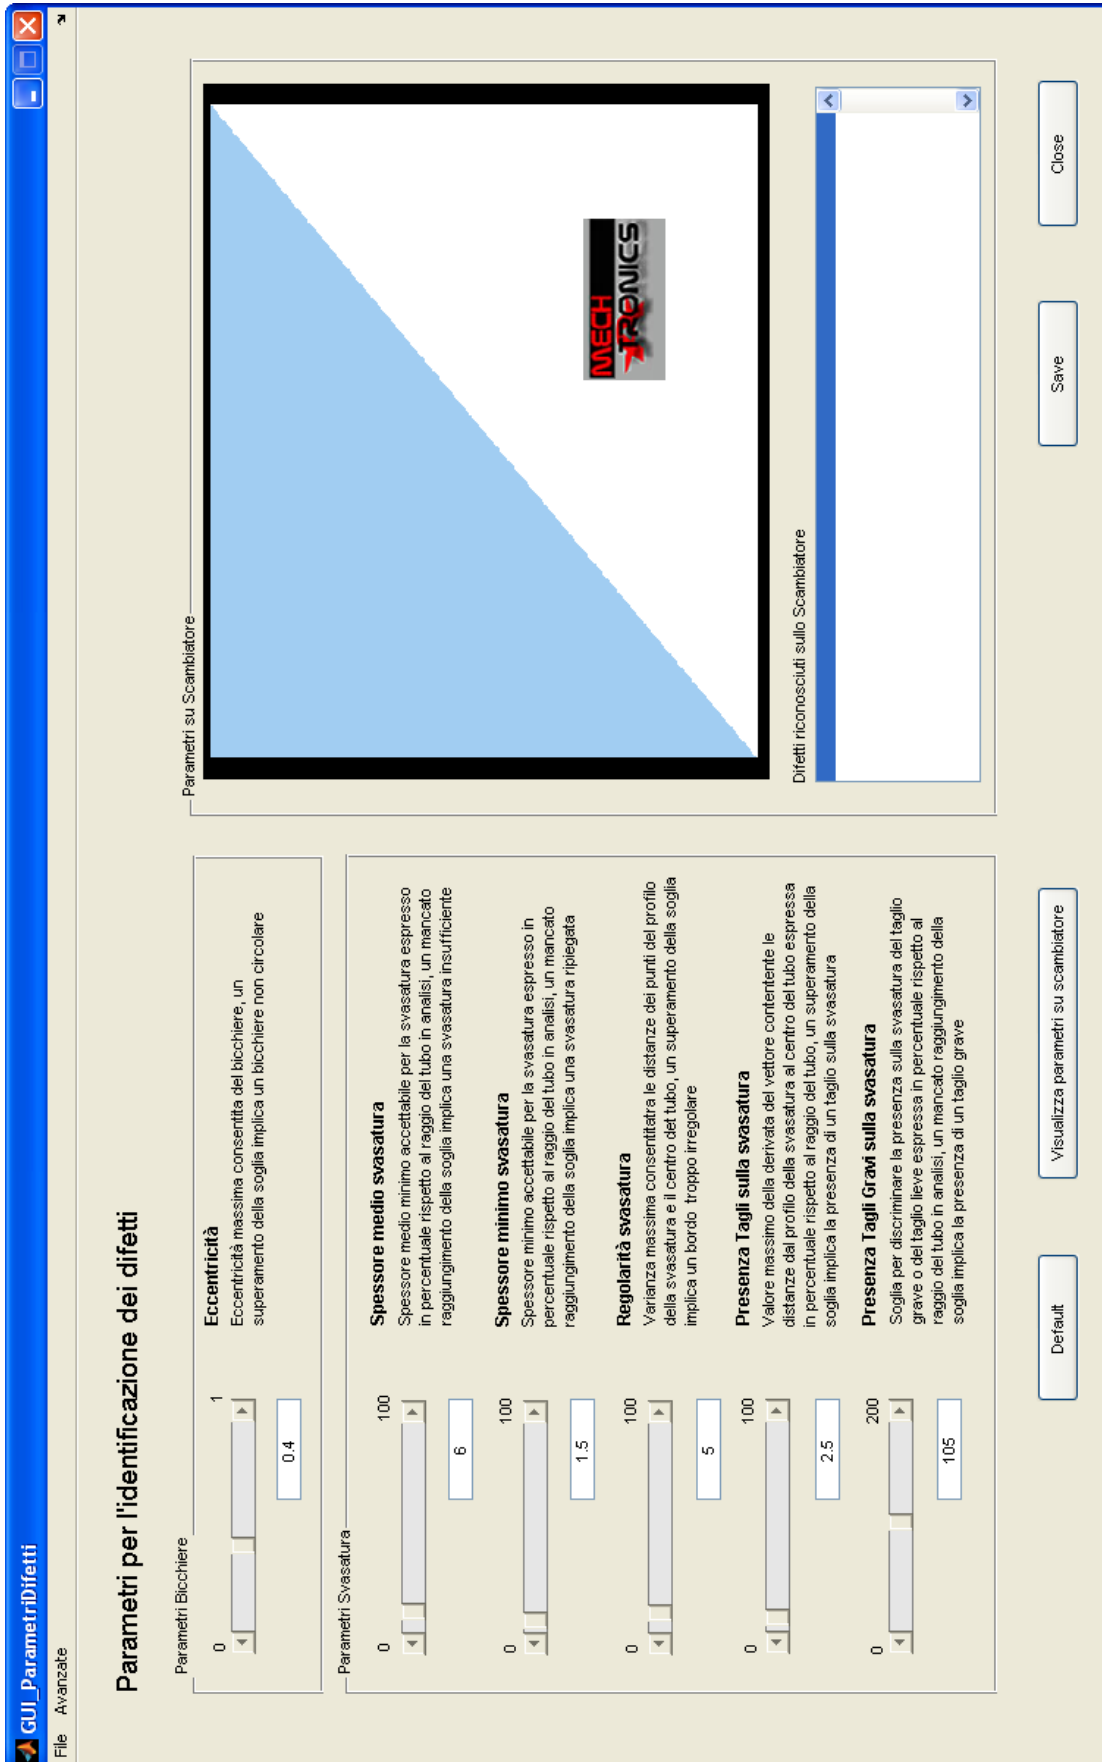 GUI_ParametriDifetti
File Avanzate
Parametri per l'identificazione dei difetti
Parametri Bicchiere
0 1
0.4
Eccentricità
Eccentricità massima consentita del bicchiere, un
superamento della soglia implica un bicchiere non circolare
Parametri Svasatura
0 100
6
Spessore medio svasatura
Spessore medio minimo accettabile per la svasatura espresso
in percentuale rispetto al raggio del tubo in analisi, un mancato
raggiungimento della soglia implica una svasatura insufficiente
0 100
1.5
Spessore minimo svasatura
Spessore minimo accettabile per la svasatura espresso in
percentuale rispetto al raggio del tubo in analisi, un mancato
raggiungimento della soglia implica una svasatura ripiegata
0 100
5
Regolarità svasatura
Varianza massima consentitatra le distanze dei punti del profilo
della svasatura e il centro det tubo, un superamento della soglia
implica un bordo troppo irregolare
0 100
2.5
Presenza Tagli sulla svasatura
Valore massimo della derivata del vettore contentente le
distanze dal profilo della svasatura al centro del tubo espressa
in percentuale rispetto al raggio del tubo, un superamento della
soglia implica la presenza di un taglio sulla svasatura
0 200
105
Presenza Tagli Gravi sulla svasatura
Soglia per discriminare la presenza sulla svasatura del taglio
grave o del taglio lieve espressa in percentuale rispetto al
raggio del tubo in analisi, un mancato raggiungimento della
soglia implica la presenza di un taglio grave
Parametri su Scambiatore
MECH
TRONICS
Difetti riconosciuti sullo Scambiatore
Default
Visualizza parametri su scambiatore
Save
Close